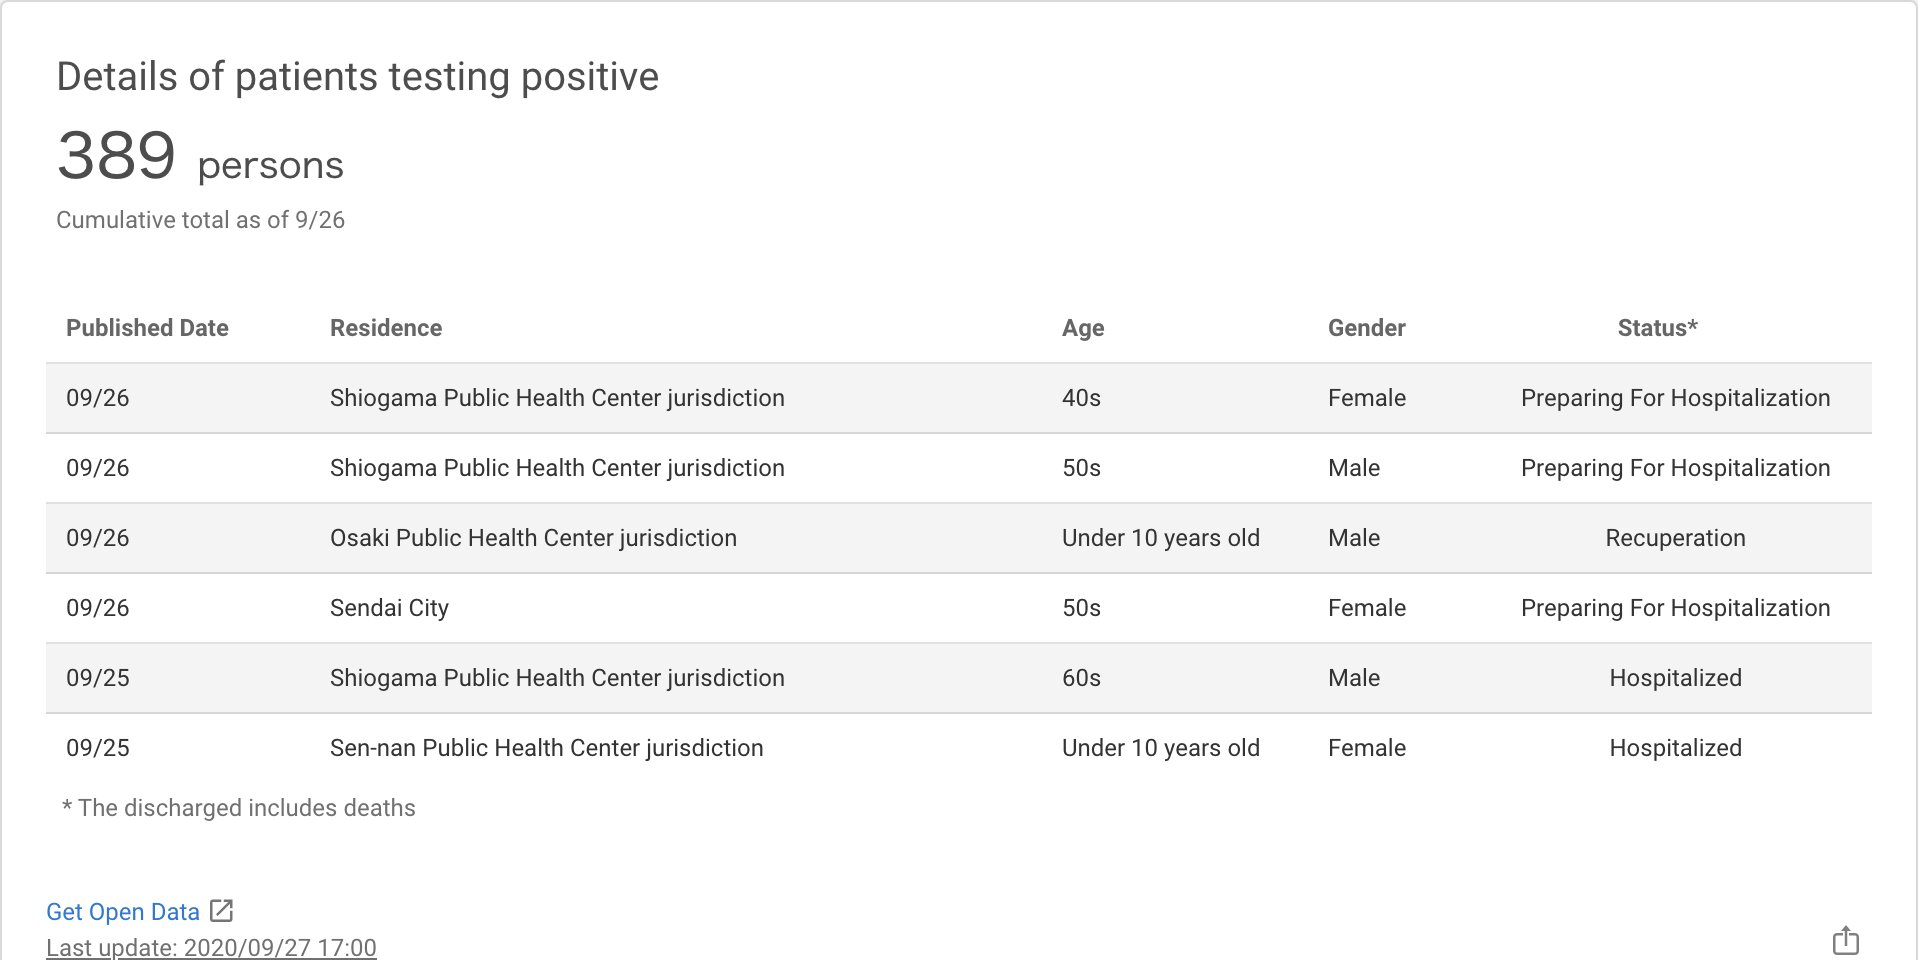 Details of patients testing positive
389 persons
Cumulative total as of 9/26
Published Date Residence Age Gender Status*
09/26 Shiogama Public Health Center jurisdiction 40s Female Preparing For Hospitalization
09/26 Shiogama Public Health Center jurisdiction 50s Male Preparing For Hospitalization
09/26 Osaki Public Health Center jurisdiction Under 10 years old Male Recuperation
09/26 Sendai City 50s Female Preparing For Hospitalization
09/25 Shiogama Public Health Center jurisdiction 60s Male Hospitalized
09/25 Sen-nan Public Health Center jurisdiction Under 10 years old Female Hospitalized
* The discharged includes deaths
Get Open Data
Last update: 2020/09/27 17:00